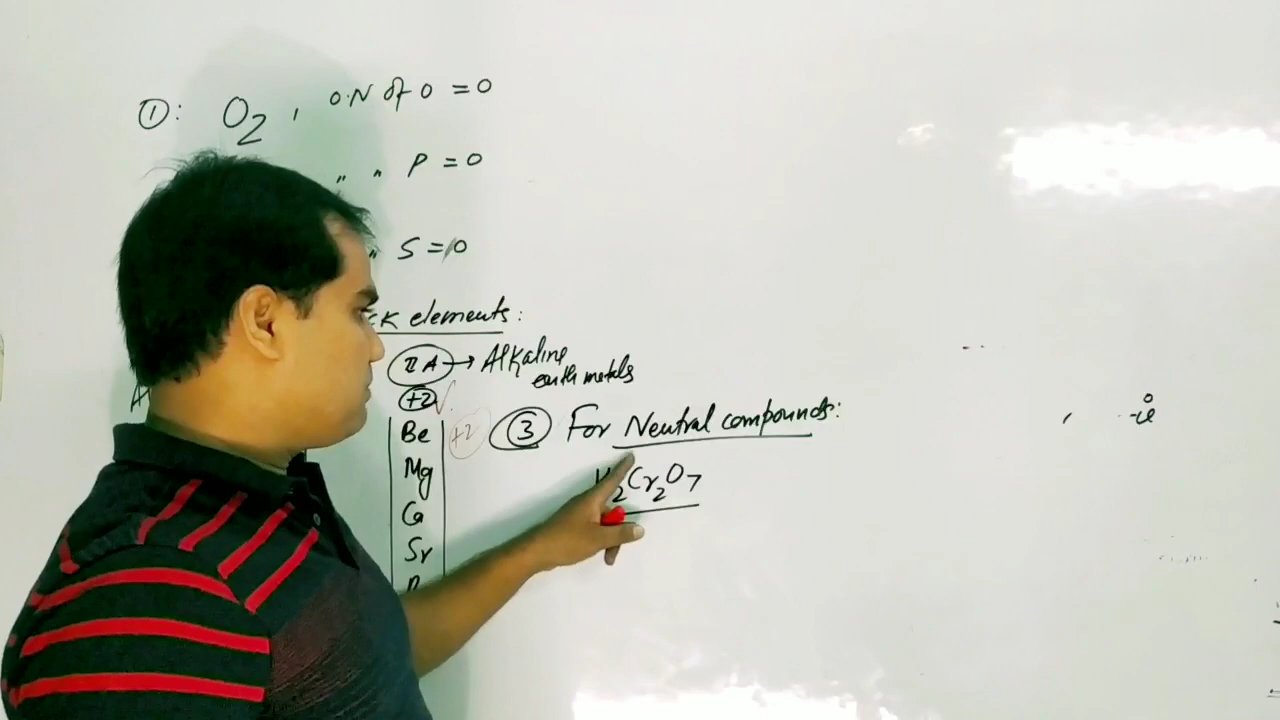 ①: O₂, O.N of O = 0
" " P = 0
" S = 0
ck elements:
IIA → Alkaline
earth metals
+2 ✓
Be +2
Mg
Ca
Sr
③ For Neutral compounds:
₂Cr₂O₇